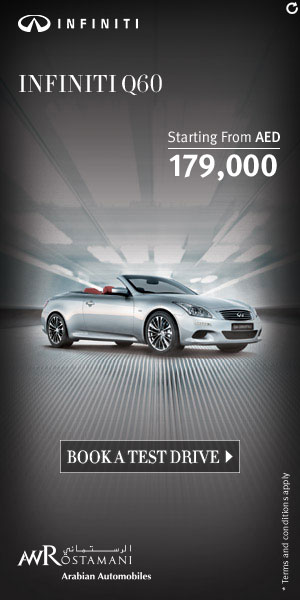 INFINITI
INFINITI Q60
Starting From AED
179,000
BOOK A TEST DRIVE
الرستماني
AWROSTAMANI
Arabian Automobiles
* Terms and conditions apply